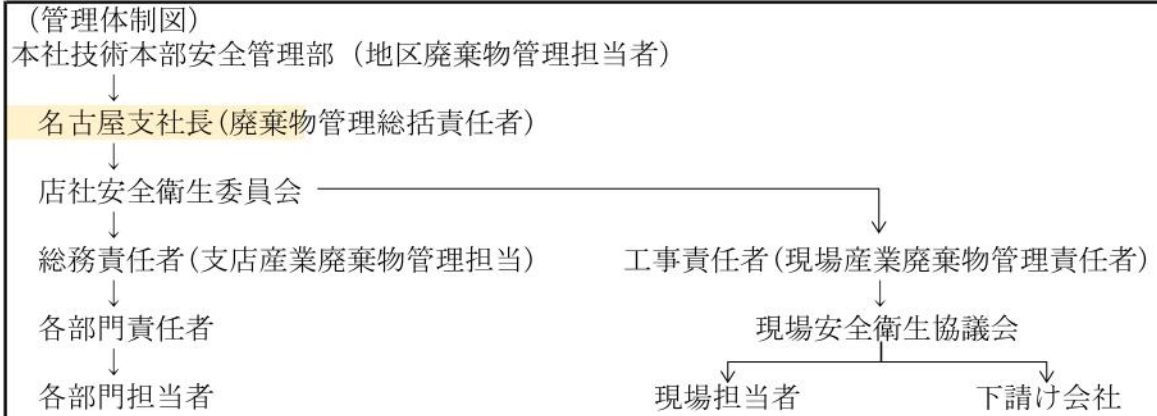 （管理体制図）
本社技術本部安全管理部（地区廃棄物管理担当者）
↓
名古屋支社長(廃棄物管理総括責任者)
↓
店社安全衛生委員会
↓
総務責任者(支店産業廃棄物管理担当) 工事責任者(現場産業廃棄物管理責任者)
↓ ↓
各部門責任者 現場安全衛生協議会
↓
各部門担当者 現場担当者 下請け会社